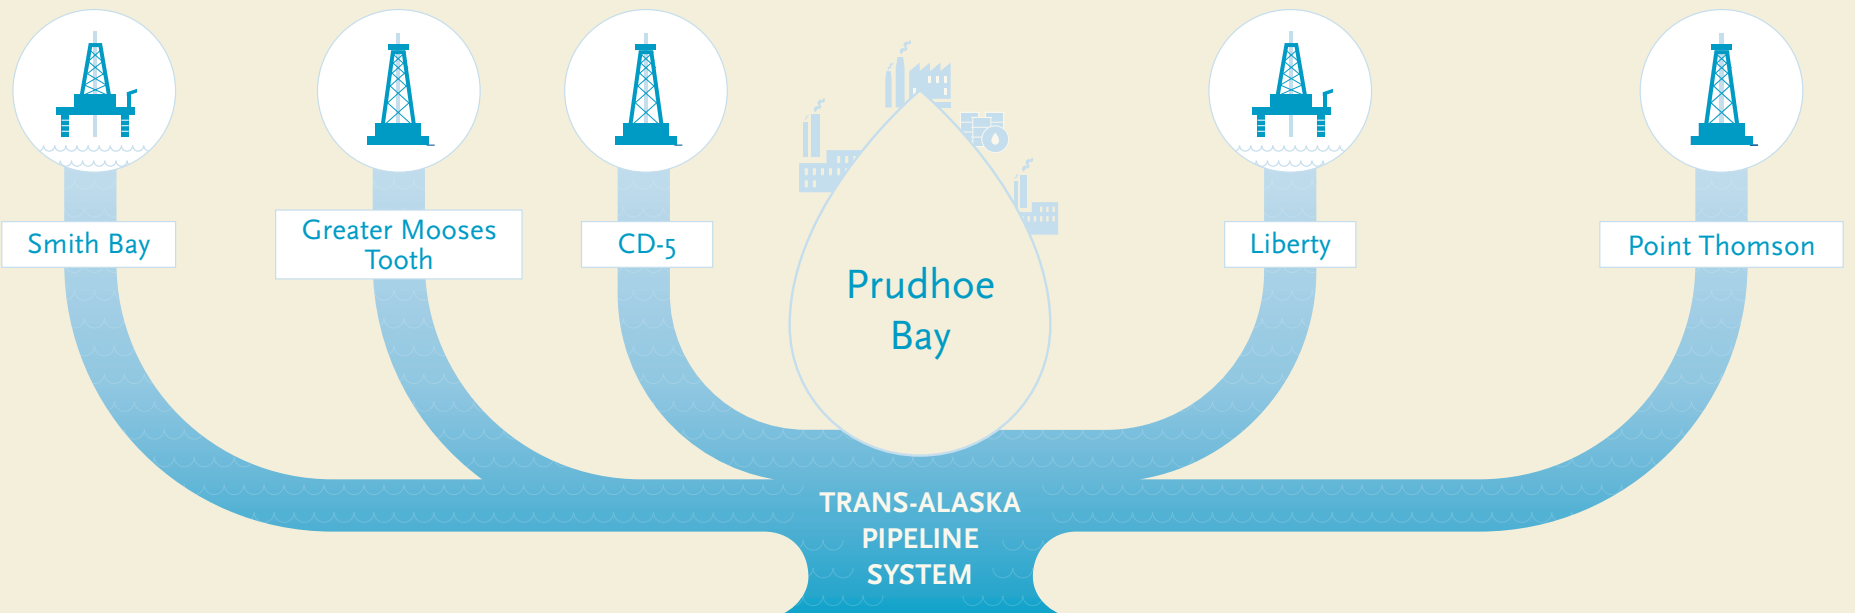 Smith Bay
Greater Mooses
Tooth
CD-5
Liberty
Point Thomson
Prudhoe
Bay
TRANS-ALASKA
PIPELINE
SYSTEM